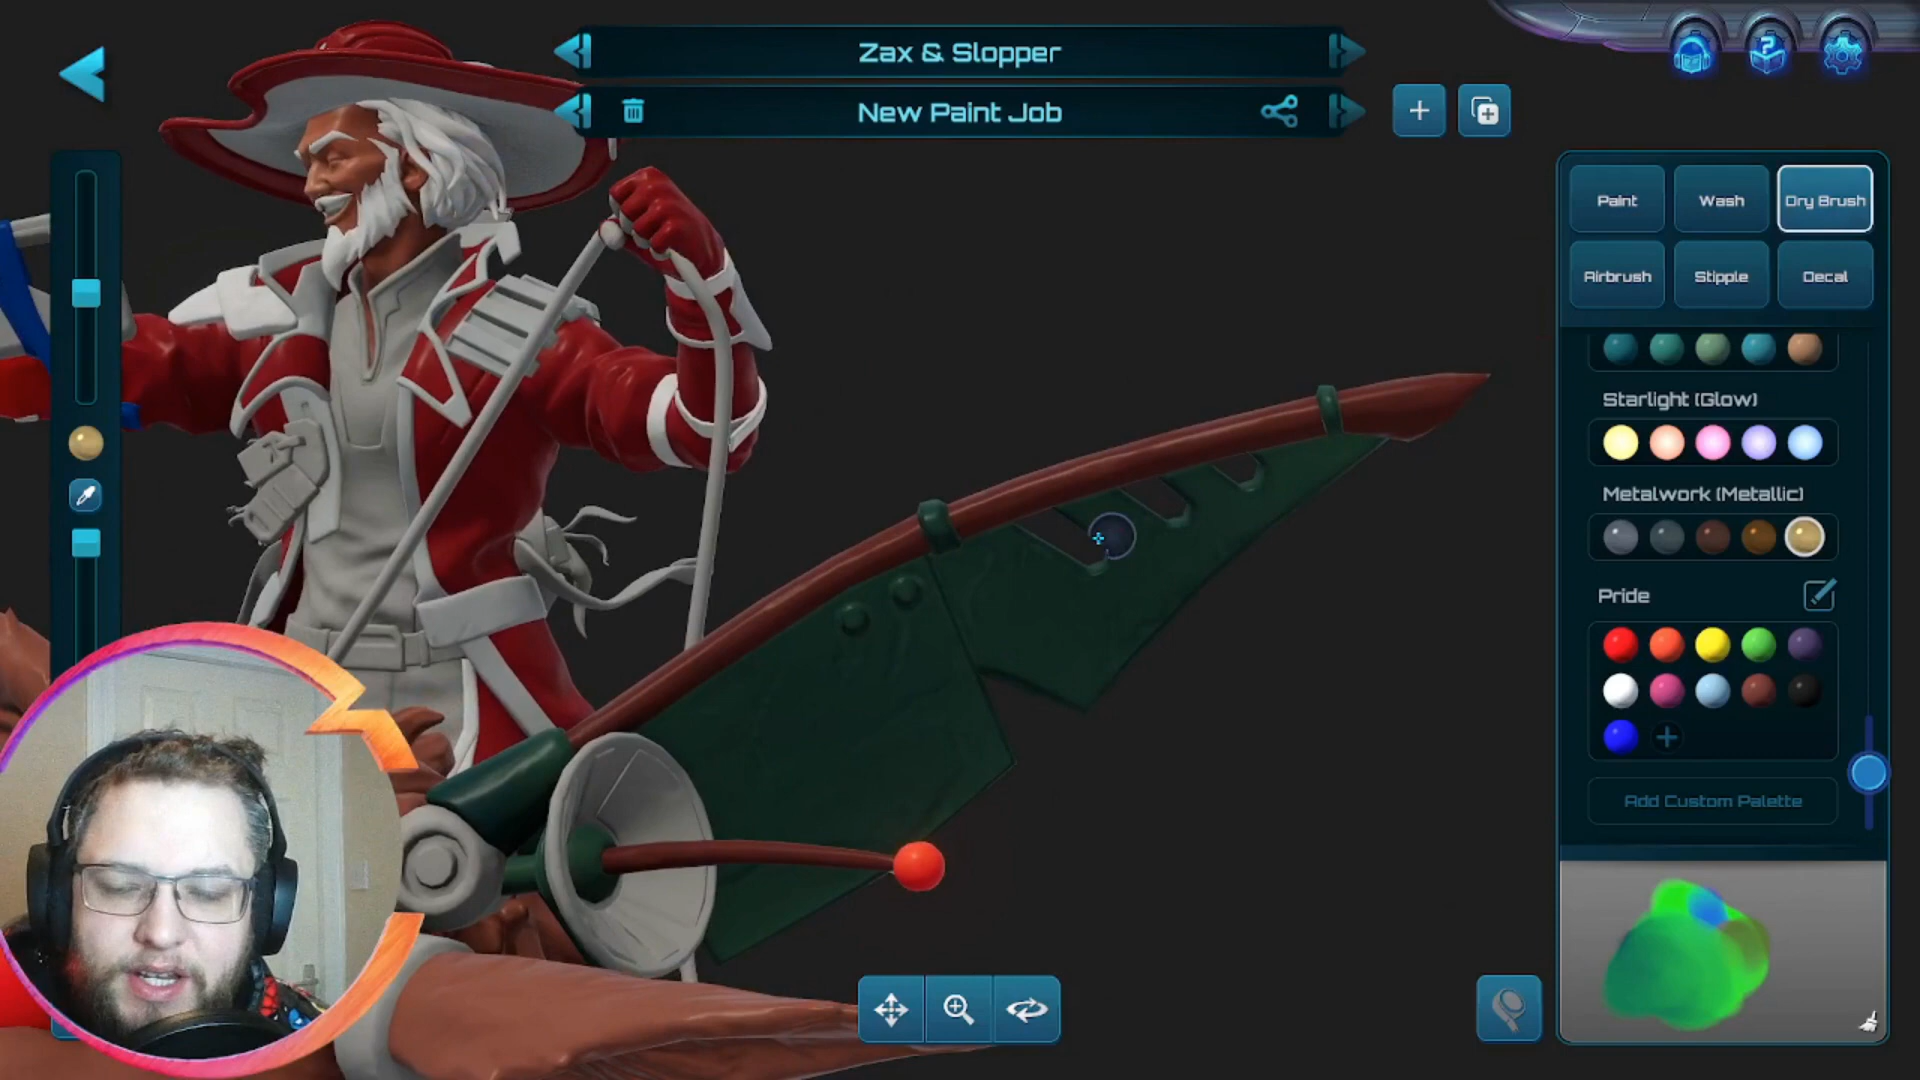 Zax & Slopper
New Paint Job
Paint
Wash
Dry Brush
Airbrush
Stipple
Decal
Starlight (Glow)
Metalwork (Metallic)
Pride
Add Custom Palette